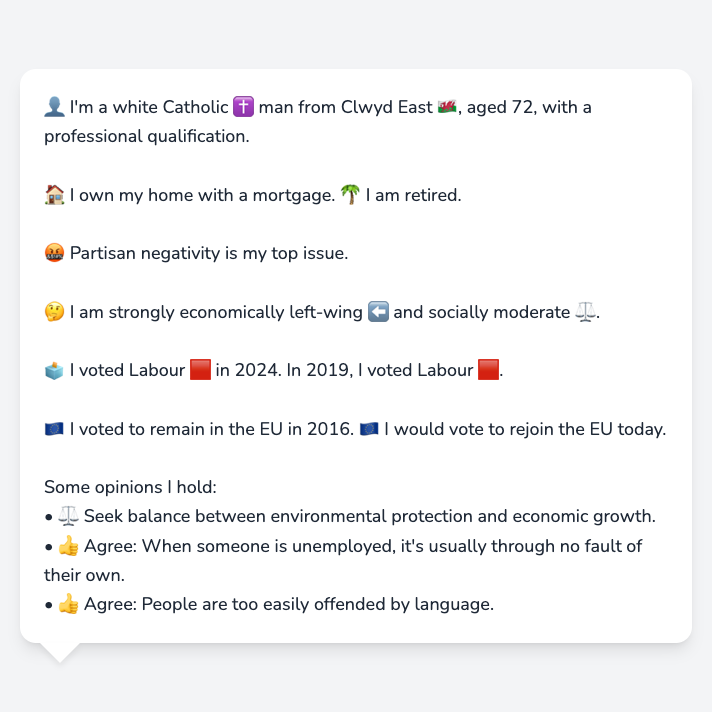 👤 I'm a white Catholic ✝️ man from Clwyd East 🏴󠁧󠁢󠁷󠁬󠁳󠁿, aged 72, with a
professional qualification.
🏠 I own my home with a mortgage. 🌴 I am retired.
🤬 Partisan negativity is my top issue.
🤔 I am strongly economically left-wing ⬅️ and socially moderate ⚖️.
🗳️ I voted Labour 🟥 in 2024. In 2019, I voted Labour 🟥.
🇪🇺 I voted to remain in the EU in 2016. 🇪🇺 I would vote to rejoin the EU today.
Some opinions I hold:
• ⚖️ Seek balance between environmental protection and economic growth.
• 👍 Agree: When someone is unemployed, it's usually through no fault of
their own.
• 👍 Agree: People are too easily offended by language.